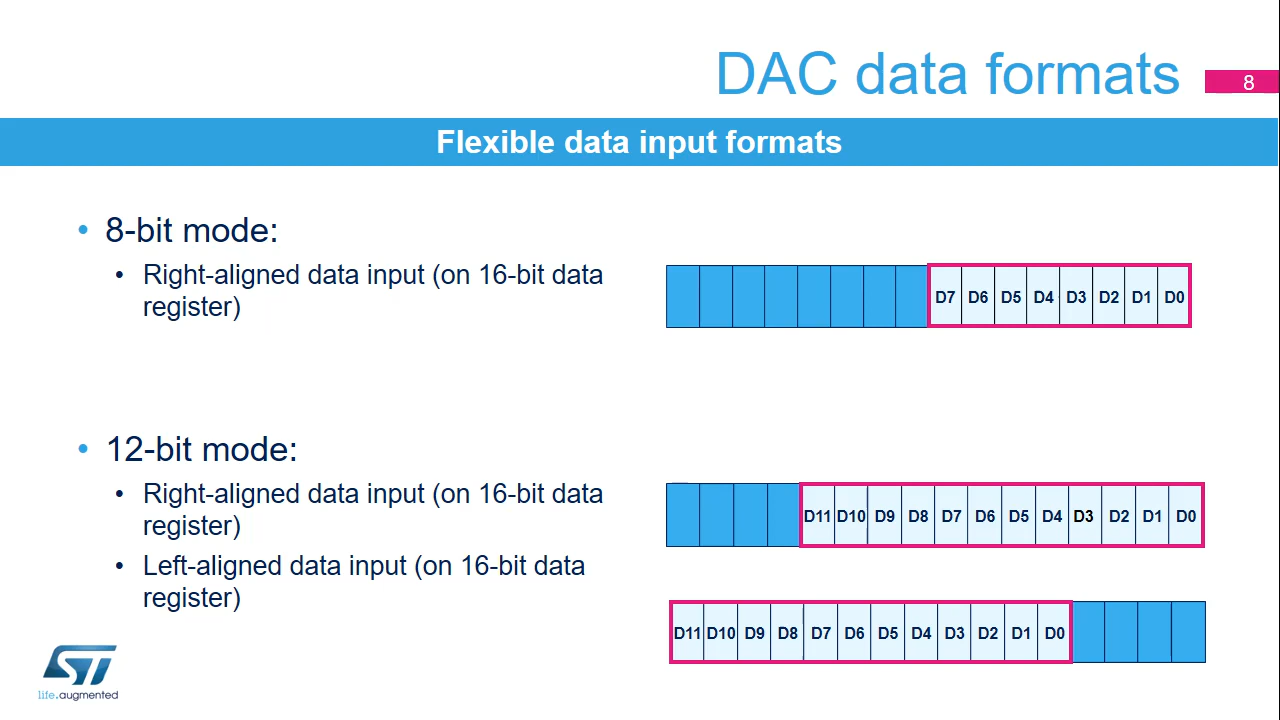 DAC data formats
8
Flexible data input formats
• 8-bit mode:
• Right-aligned data input (on 16-bit data
register)
D7 D6 D5 D4 D3 D2 D1 D0
• 12-bit mode:
• Right-aligned data input (on 16-bit data
register)
D11 D10 D9 D8 D7 D6 D5 D4 D3 D2 D1 D0
• Left-aligned data input (on 16-bit data
register)
D11 D10 D9 D8 D7 D6 D5 D4 D3 D2 D1 D0
ST
life.augmented